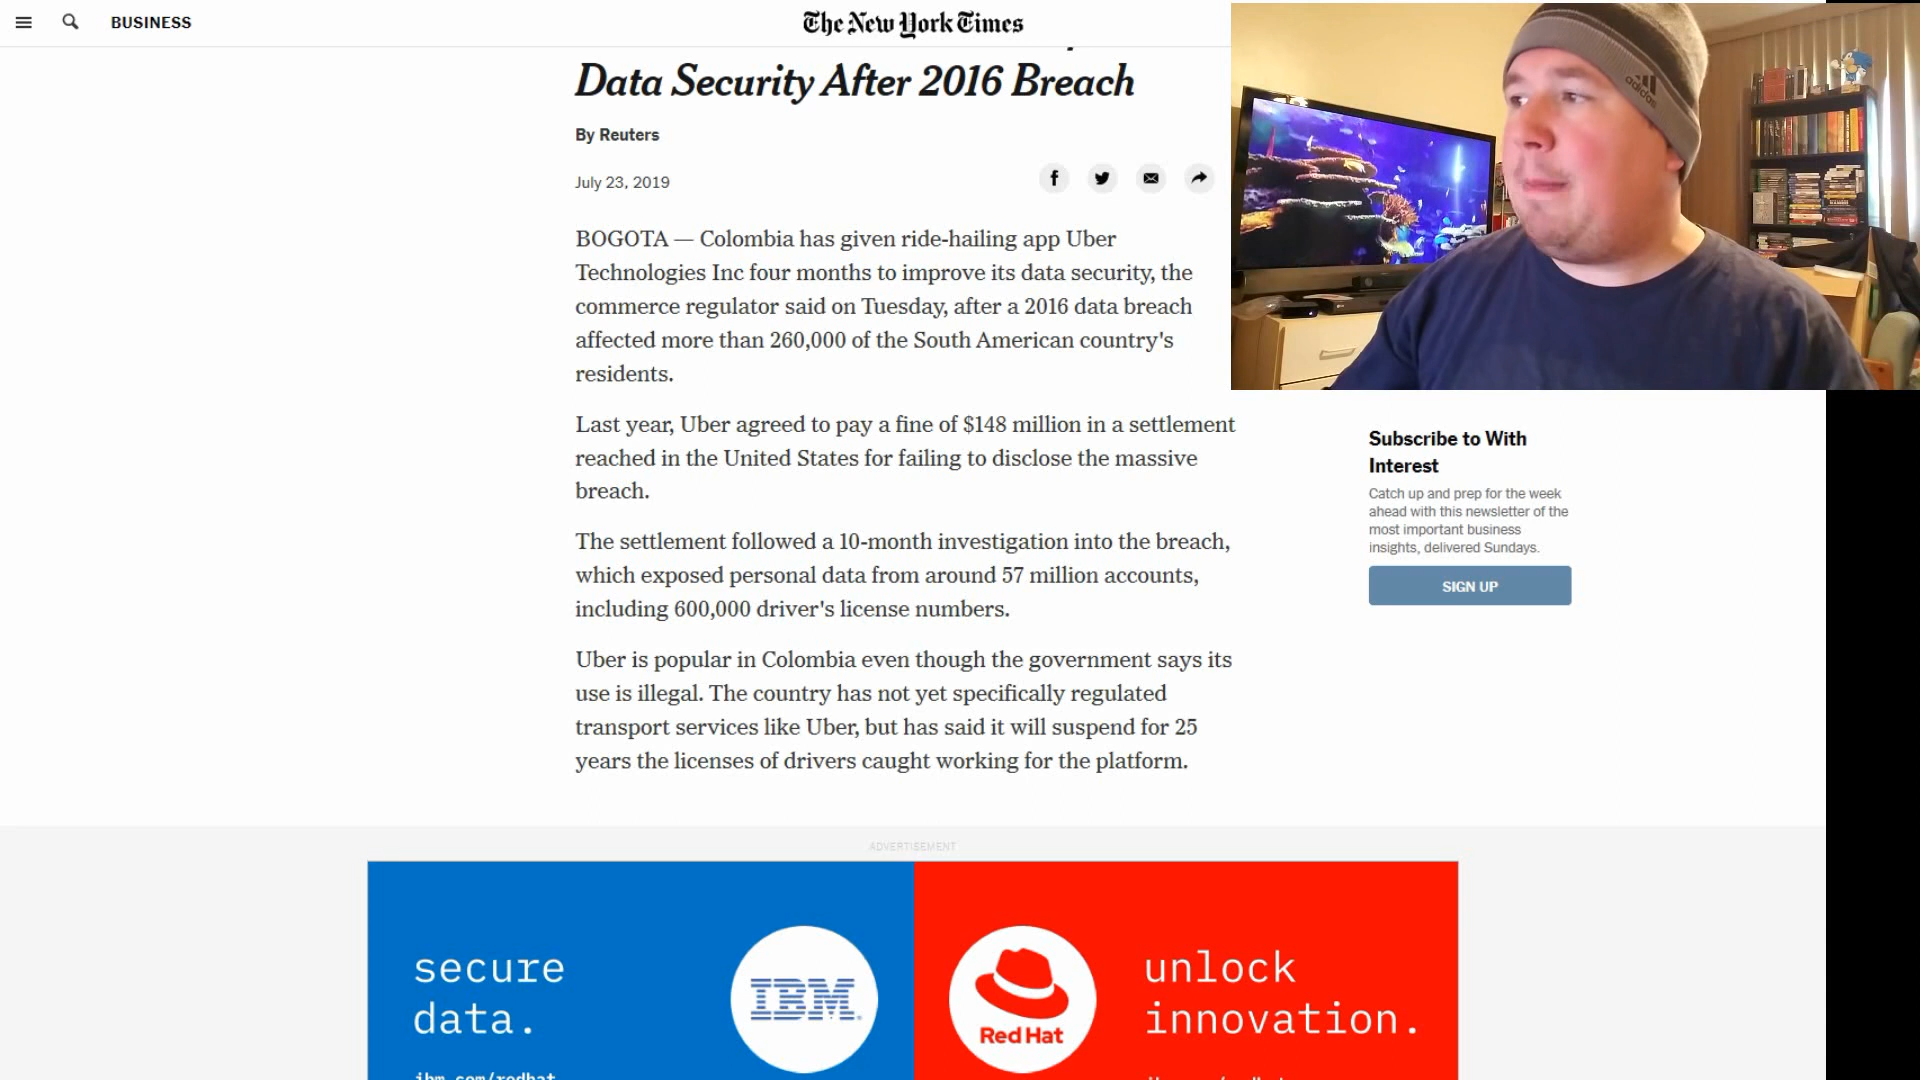 BUSINESS
The New York Times
Data Security After 2016 Breach
By Reuters
July 23, 2019
BOGOTA — Colombia has given ride-hailing app Uber
Technologies Inc four months to improve its data security, the
commerce regulator said on Tuesday, after a 2016 data breach
affected more than 260,000 of the South American country's
residents.
Last year, Uber agreed to pay a fine of $148 million in a settlement
reached in the United States for failing to disclose the massive
breach.
The settlement followed a 10-month investigation into the breach,
which exposed personal data from around 57 million accounts,
including 600,000 driver's license numbers.
Uber is popular in Colombia even though the government says its
use is illegal. The country has not yet specifically regulated
transport services like Uber, but has said it will suspend for 25
years the licenses of drivers caught working for the platform.
adidas
Subscribe to With
Interest
Catch up and prep for the week
ahead with this newsletter of the
most important business
insights, delivered Sundays.
SIGN UP
ADVERTISEMENT
secure
data.
IBM
Red Hat
unlock
innovation.
ibm.com/redhat